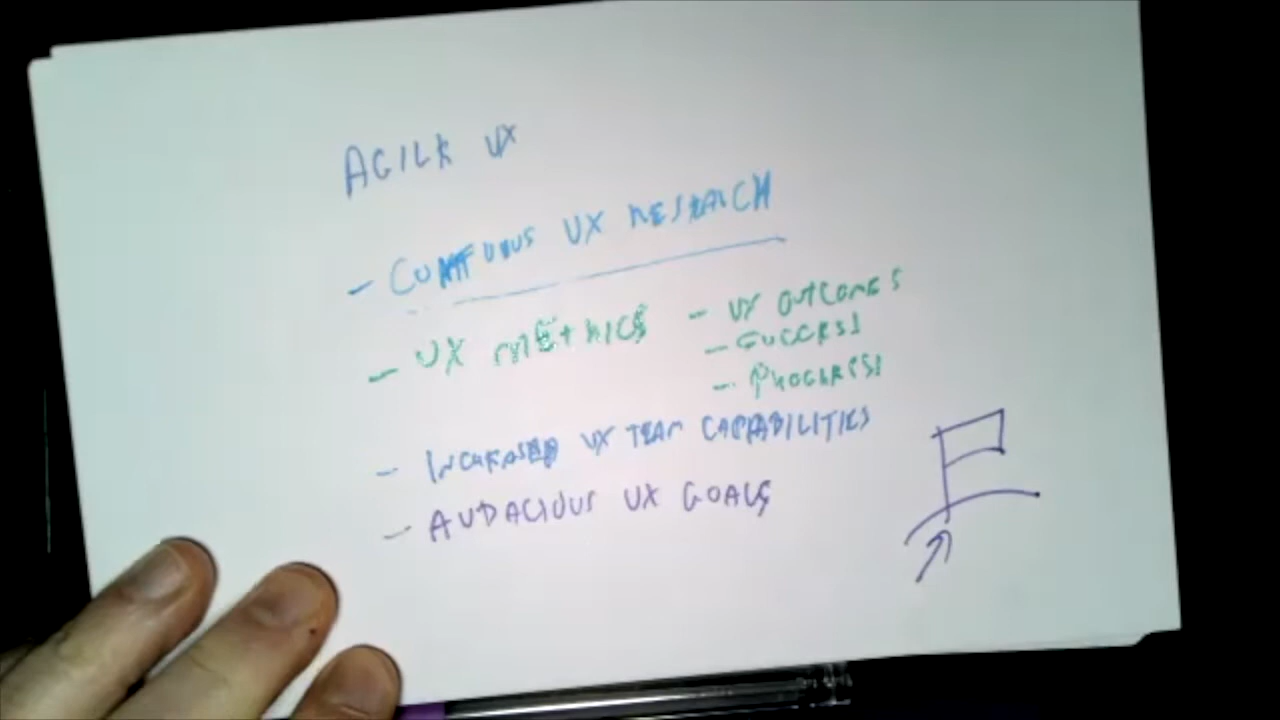 AGILE UX
- CONTINUOUS UX RESEARCH
- UX METRICS
- UX OUTCOMES
- SUCCESS
- PROGRESS
- INCREASED UX TEAM CAPABILITIES
- AUDACIOUS UX GOALS